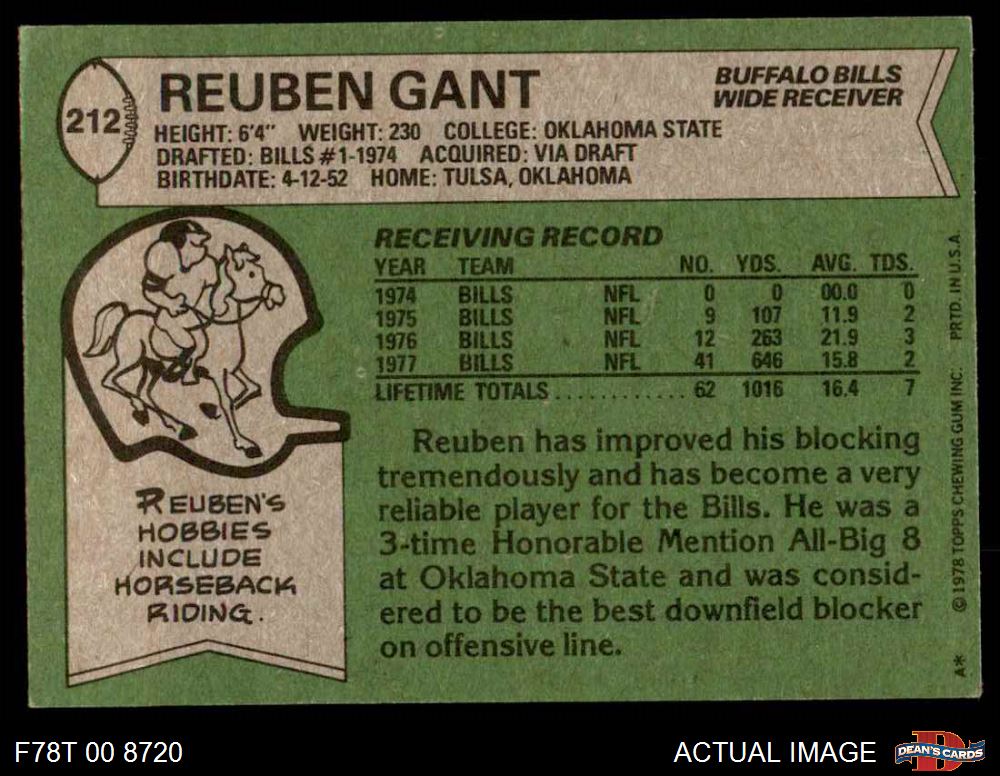 212
REUBEN GANT
BUFFALO BILLS
WIDE RECEIVER
HEIGHT: 6'4" WEIGHT: 230 COLLEGE: OKLAHOMA STATE
DRAFTED: BILLS #1-1974 ACQUIRED: VIA DRAFT
BIRTHDATE: 4-12-52 HOME: TULSA, OKLAHOMA
RECEIVING RECORD
YEAR TEAM NO. YDS. AVG. TDS.
1974 BILLS NFL 0 0 00.0 0
1975 BILLS NFL 9 107 11.9 2
1976 BILLS NFL 12 263 21.9 3
1977 BILLS NFL 41 646 15.8 2
LIFETIME TOTALS............ 62 1016 16.4 7
Reuben has improved his blocking
tremendously and has become a very
reliable player for the Bills. He was a
3-time Honorable Mention All-Big 8
at Oklahoma State and was consid-
ered to be the best downfield blocker
on offensive line.
REUBEN'S
HOBBIES
INCLUDE
HORSEBACK
RIDING.
A* © 1978 TOPPS CHEWING GUM INC. PRTD. IN U.S.A.
F78T 00 8720
ACTUAL IMAGE
D
DEAN'S CARDS